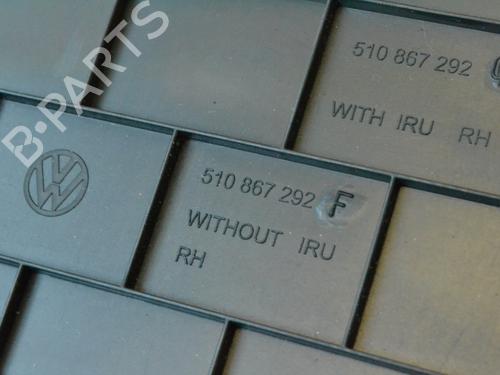 B-PARTS
510 867 292
WITH IRU RH
510 867 292 F
WITHOUT IRU
RH